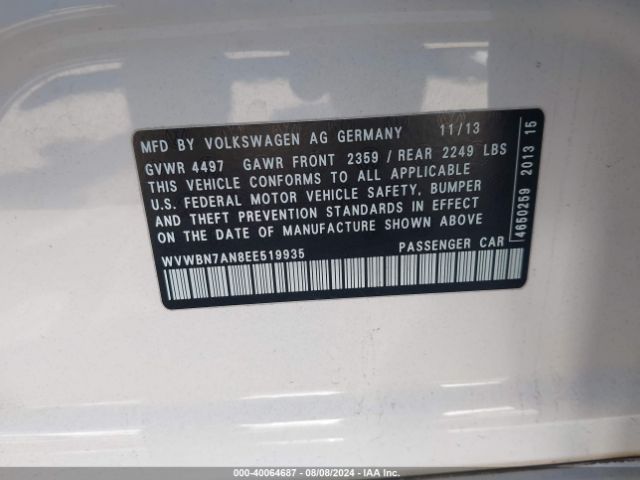 MFD BY VOLKSWAGEN AG GERMANY 11/13
GVWR 4497 GAWR FRONT 2359 / REAR 2249 LBS
THIS VEHICLE CONFORMS TO ALL APPLICABLE
U.S. FEDERAL MOTOR VEHICLE SAFETY, BUMPER
AND THEFT PREVENTION STANDARDS IN EFFECT
ON THE DATE OF MANUFACTURE SHOWN ABOVE
WVWBN7AN8EE519935 PASSENGER CAR
4650259 2013 15
000-40064687 - 08/08/2024 - IAA Inc.